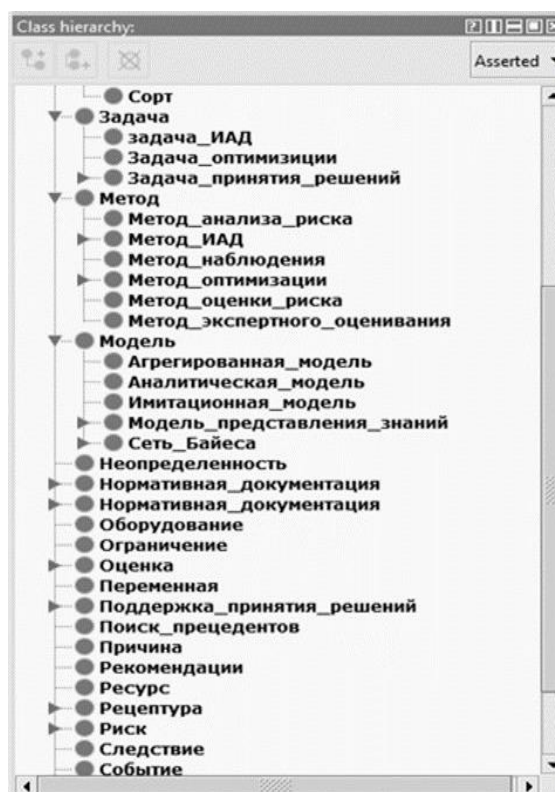 Class hierarchy:
Asserted
Сорт
Задача
задача_ИАД
Задача_оптимизиции
Задача_принятия_решений
Метод
Метод_анализа_риска
Метод_ИАД
Метод_наблюдения
Метод_оптимизации
Метод_оценки_риска
Метод_экспертного_оценивания
Модель
Агрегированная_модель
Аналитическая_модель
Имитационная_модель
Модель_представления_знаний
Сеть_Байеса
Неопределенность
Нормативная_документация
Нормативная_документация
Оборудование
Ограничение
Оценка
Переменная
Поддержка_принятия_решений
Поиск_прецедентов
Причина
Рекомендации
Ресурс
Рецептура
Риск
Следствие
Событие